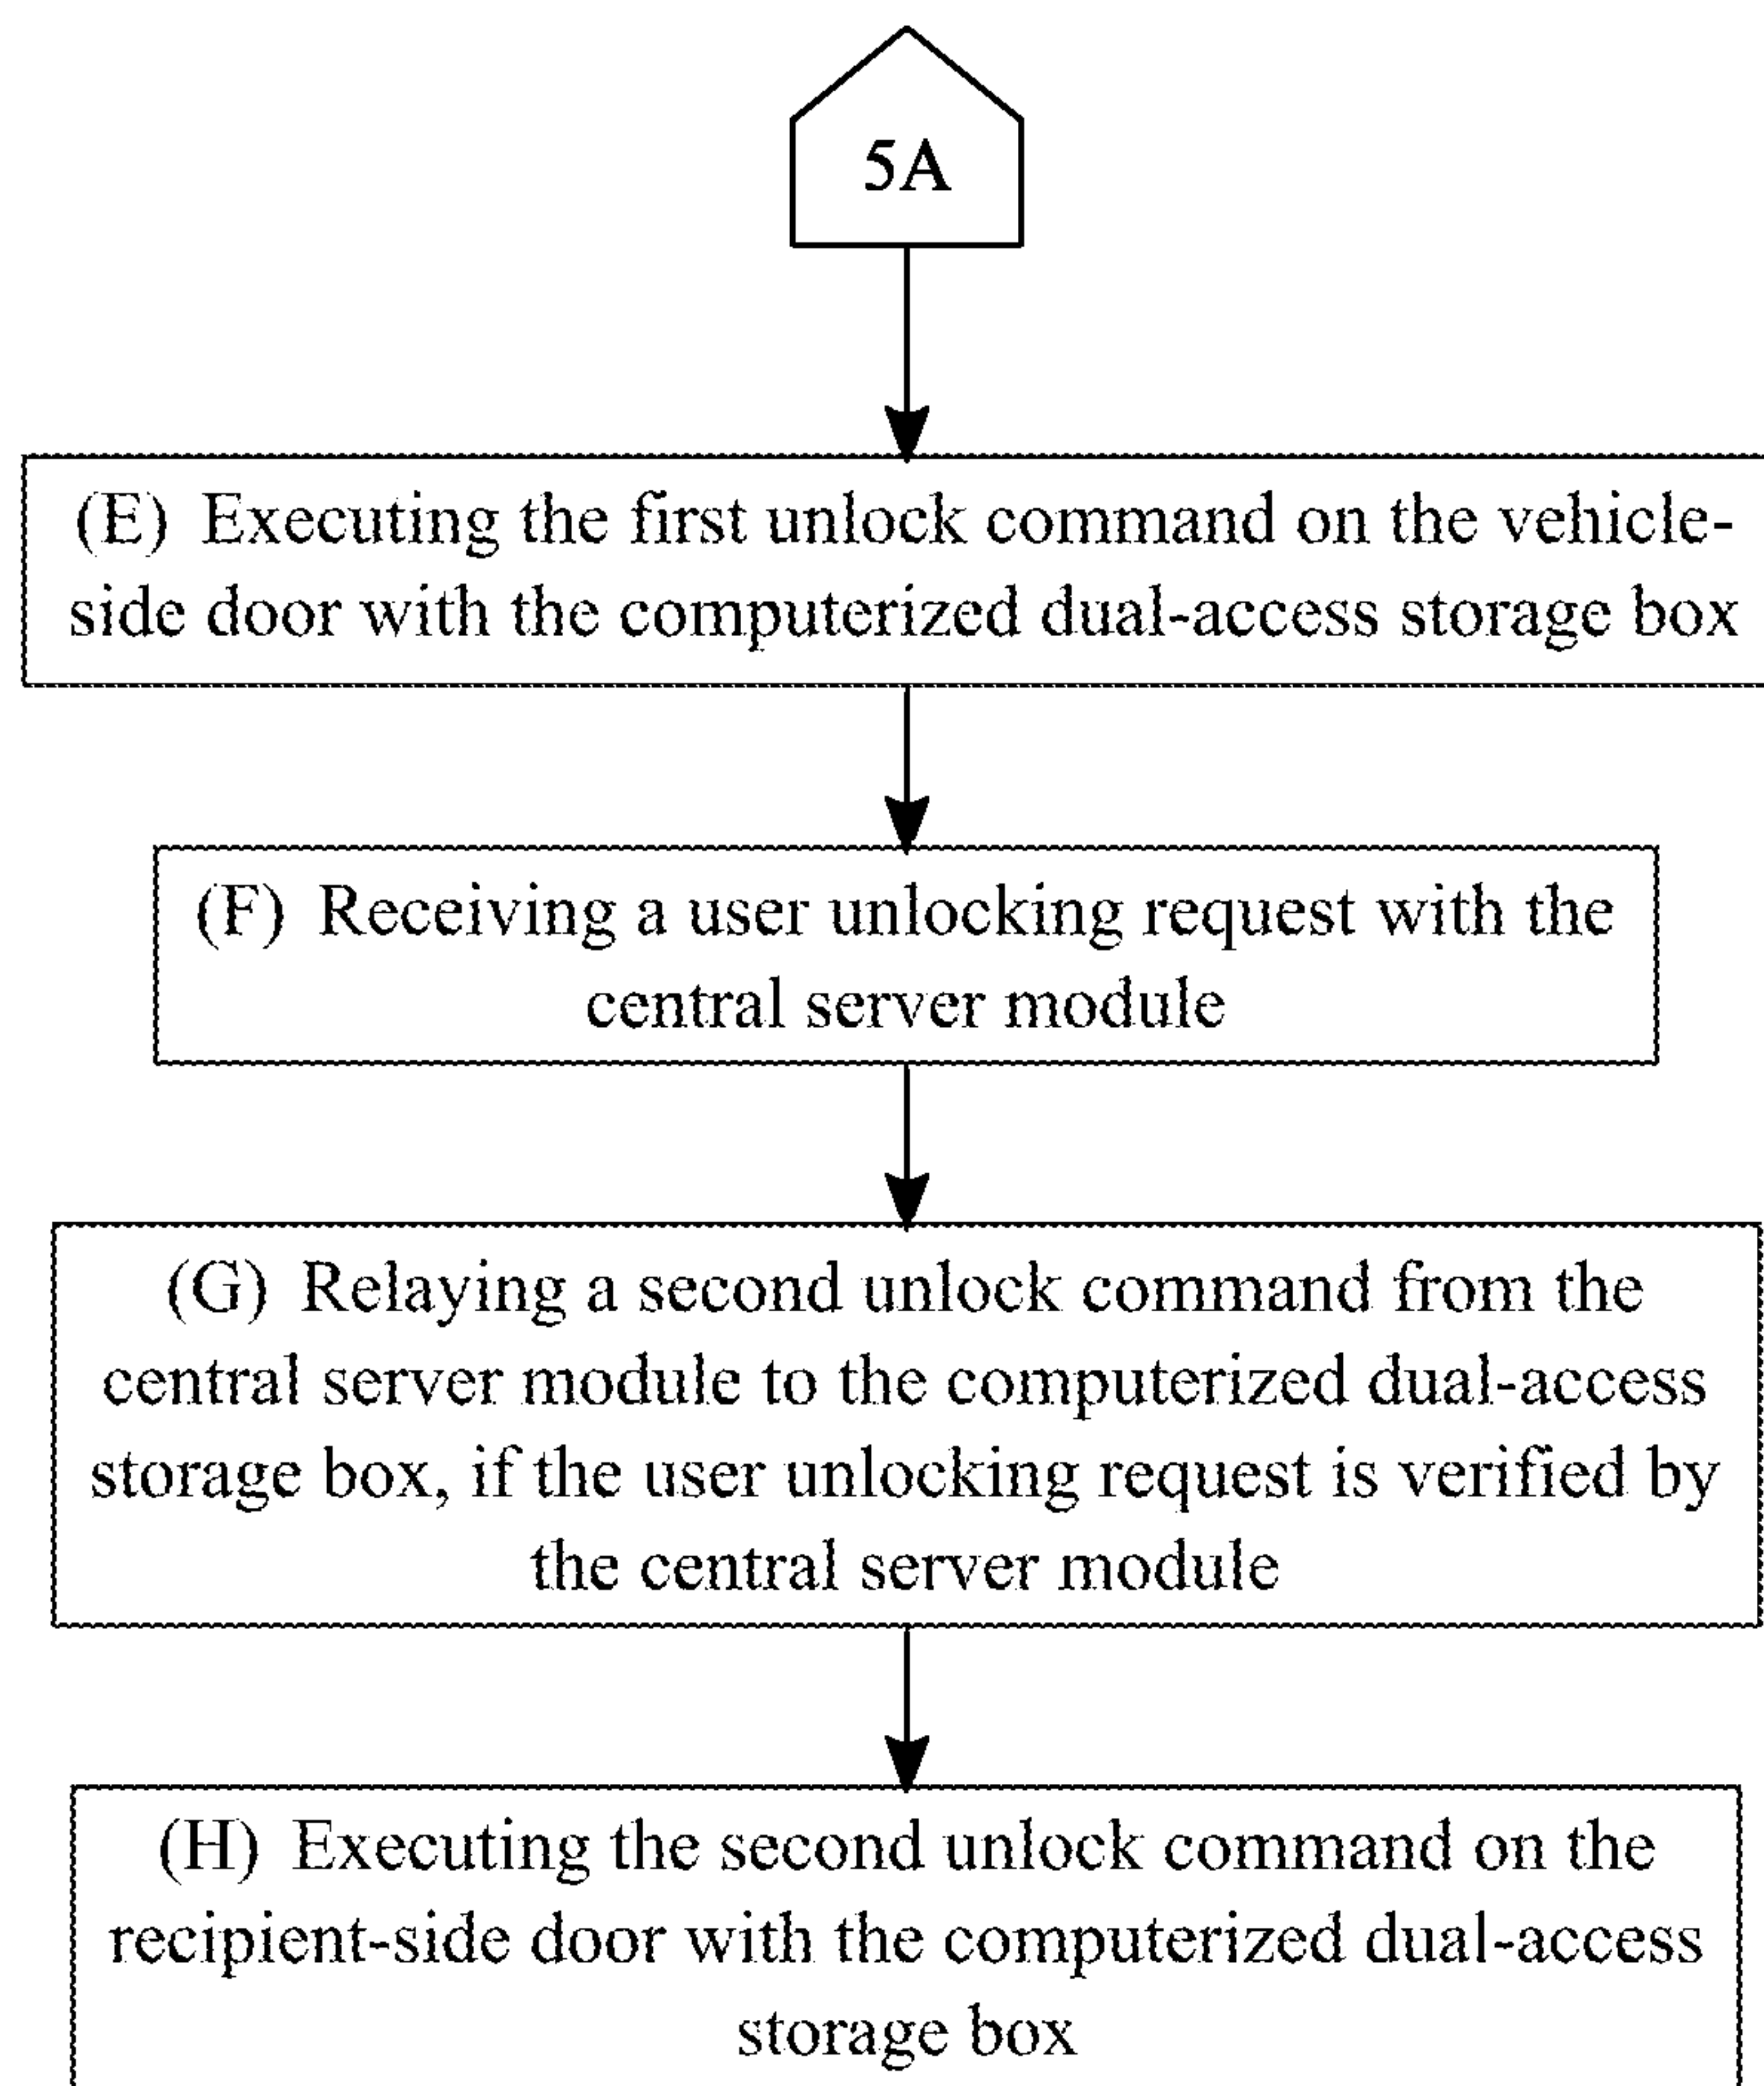 5A
(E) Executing the first unlock command on the vehicle-
side door with the computerized dual-access storage box
(F) Receiving a user unlocking request with the
central server module
(G) Relaying a second unlock command from the
central server module to the computerized dual-access
storage box, if the user unlocking request is verified by
the central server module
(H) Executing the second unlock command on the
recipient-side door with the computerized dual-access
storage box